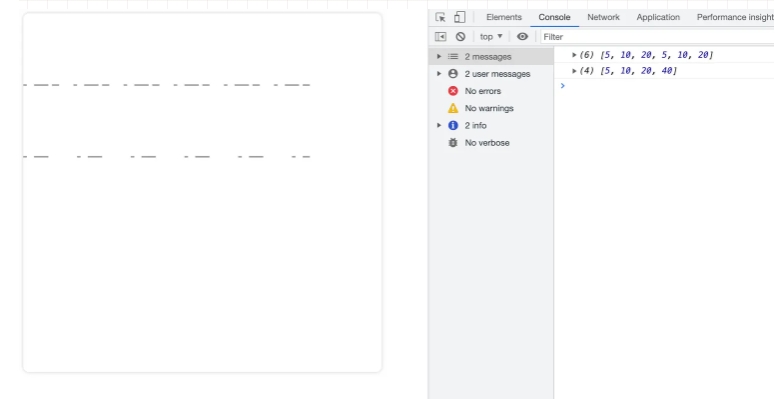 Elements Console Network Application Performance insight
top ▼ Filter
2 messages
2 user messages
No errors
No warnings
2 info
No verbose
(6) [5, 10, 20, 5, 10, 20]
(4) [5, 10, 20, 40]